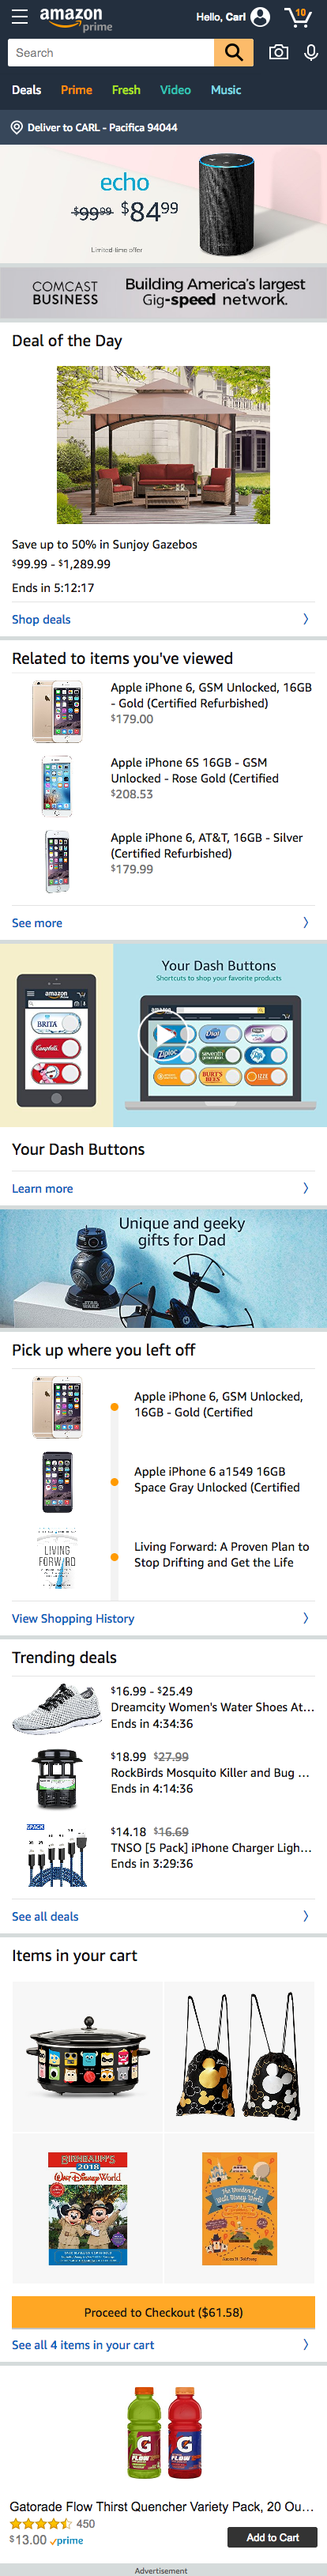 amazon
prime
Hello, Carl
10
Search
Deals Prime Fresh Video Music
Deliver to CARL - Pacifica 94044
echo
$99.99 $84.99
Limited-time offer
COMCAST
BUSINESS
Building America's largest
Gig-speed network.
Deal of the Day
Save up to 50% in Sunjoy Gazebos
$99.99 - $1,289.99
Ends in 5:12:17
Shop deals
Related to items you've viewed
Apple iPhone 6, GSM Unlocked, 16GB
- Gold (Certified Refurbished)
$179.00
Apple iPhone 6S 16GB - GSM
Unlocked - Rose Gold (Certified
$208.53
Apple iPhone 6, AT&T, 16GB - Silver
(Certified Refurbished)
$179.99
See more
Your Dash Buttons
Shortcuts to shop your favorite products
amazon
BRITA
Campbell's
Ziploc
Dial
seventh generation
BURT'S BEES
IZZE
Your Dash Buttons
Learn more
Unique and geeky
gifts for Dad
STAR WARS
Pick up where you left off
Apple iPhone 6, GSM Unlocked,
16GB - Gold (Certified
Apple iPhone 6 a1549 16GB
Space Gray Unlocked (Certified
LIVING
FORWARD
Living Forward: A Proven Plan to
Stop Drifting and Get the Life
View Shopping History
Trending deals
$16.99 - $25.49
Dreamcity Women's Water Shoes At...
Ends in 4:34:36
$18.99 $27.99
RockBirds Mosquito Killer and Bug ...
Ends in 4:14:36
5PACK
$14.18 $16.69
TNSO [5 Pack] iPhone Charger Ligh...
Ends in 3:29:36
See all deals
Items in your cart
BIRNBAUM'S
2018
Walt Disney World
The Wonders of
Walt Disney World
Proceed to Checkout ($61.58)
See all 4 items in your cart
G
FLOW
G
FLOW
Gatorade Flow Thirst Quencher Variety Pack, 20 Ou...
450
$13.00 prime
Add to Cart
Advertisement